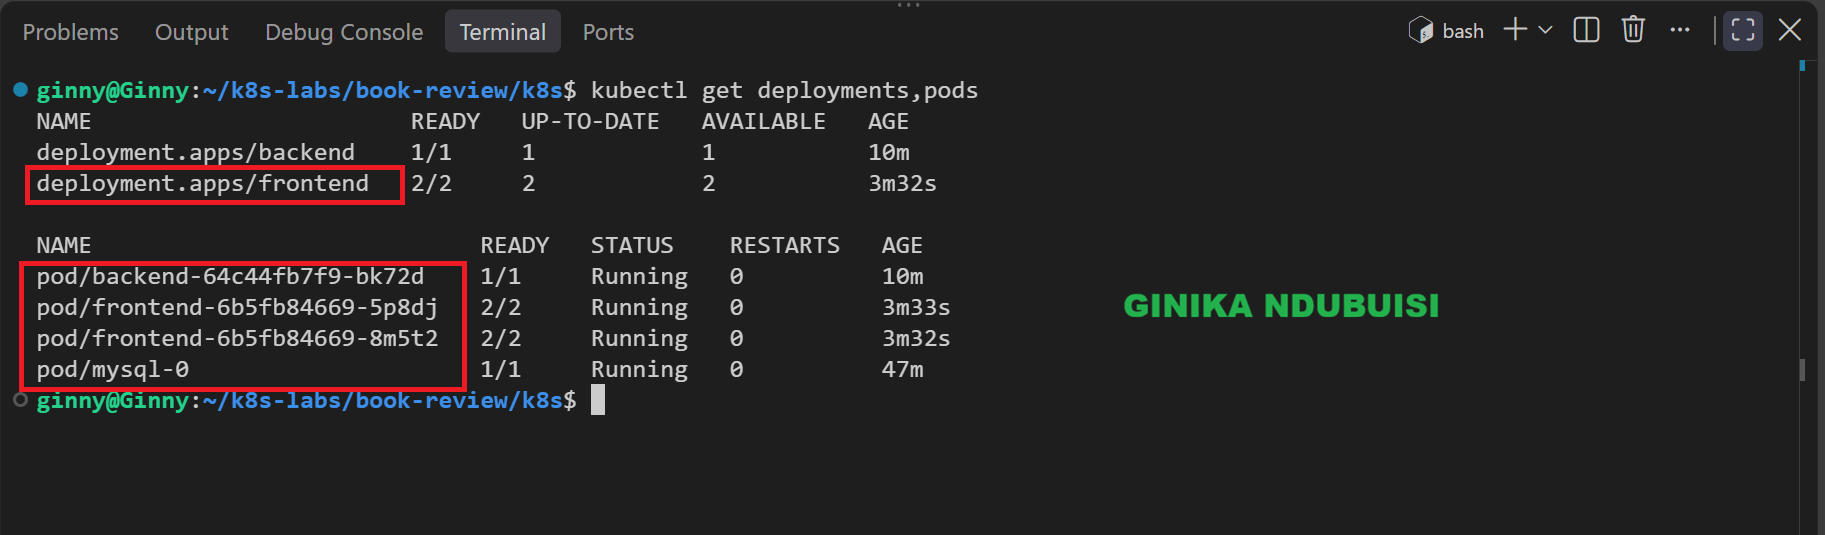 Problems Output Debug Console Terminal Ports bash
ginny@Ginny:~/k8s-labs/book-review/k8s$ kubectl get deployments,pods
NAME READY UP-TO-DATE AVAILABLE AGE
deployment.apps/backend 1/1 1 1 10m
deployment.apps/frontend 2/2 2 2 3m32s
NAME READY STATUS RESTARTS AGE
pod/backend-64c44fb7f9-bk72d 1/1 Running 0 10m
pod/frontend-6b5fb84669-5p8dj 2/2 Running 0 3m33s
GINIKA NDUBUISI
pod/frontend-6b5fb84669-8m5t2 2/2 Running 0 3m32s
pod/mysql-0 1/1 Running 0 47m
ginny@Ginny:~/k8s-labs/book-review/k8s$